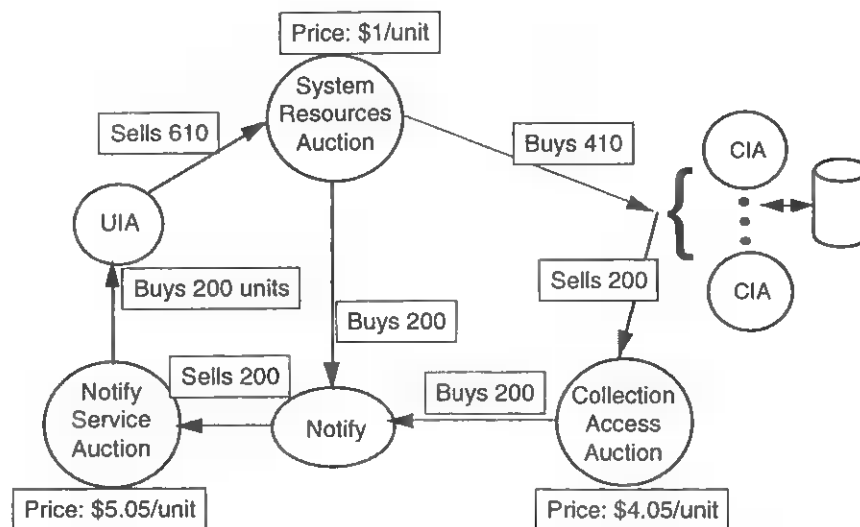 Price: $1/unit
System
Resources
Auction
Sells 610
Buys 410
CIA
UIA
Sells 200
CIA
Buys 200 units
Buys 200
Sells 200
Buys 200
Notify
Service
Auction
Notify
Collection
Access
Auction
Price: $5.05/unit
Price: $4.05/unit